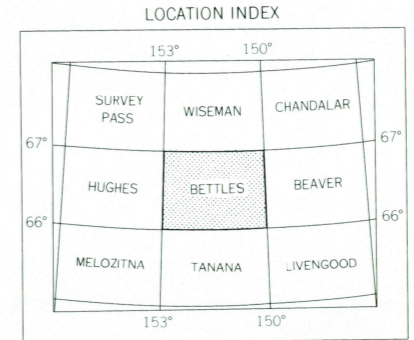 LOCATION INDEX
153° 150°
SURVEY PASS WISEMAN CHANDALAR
67° 67°
HUGHES BETTLES BEAVER
66° 66°
MELOZITNA TANANA LIVENGOOD
153° 150°